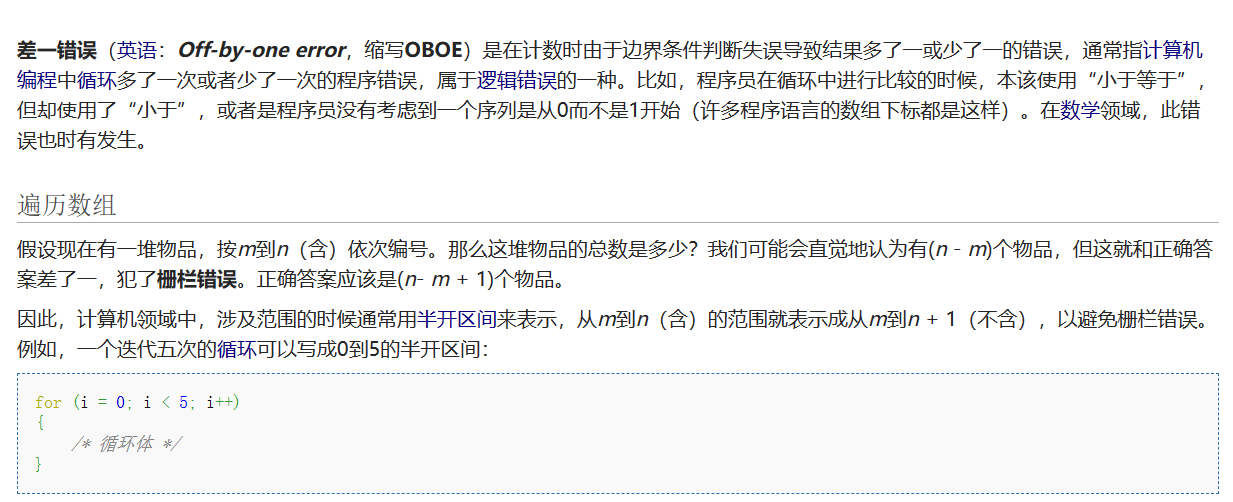 差一错误（英语：Off-by-one error，缩写OBOE）是在计数时由于边界条件判断失误导致结果多了一或少了一的错误，通常指计算机
编程中循环多了一次或者少了一次的程序错误，属于逻辑错误的一种。比如，程序员在循环中进行比较的时候，本该使用“小于等于”，
但却使用了“小于”，或者是程序员没有考虑到一个序列是从0而不是1开始（许多程序语言的数组下标都是这样）。在数学领域，此错
误也时有发生。
遍历数组
假设现在有一堆物品，按m到n（含）依次编号。那么这堆物品的总数是多少？我们可能会直觉地认为有(n - m)个物品，但这就和正确答
案差了一，犯了栅栏错误。正确答案应该是(n- m + 1)个物品。
因此，计算机领域中，涉及范围的时候通常用半开区间来表示，从m到n（含）的范围就表示成从m到n + 1（不含），以避免栅栏错误。
例如，一个迭代五次的循环可以写成0到5的半开区间：
for (i = 0; i < 5; i++)
{
    /* 循环体 */
}